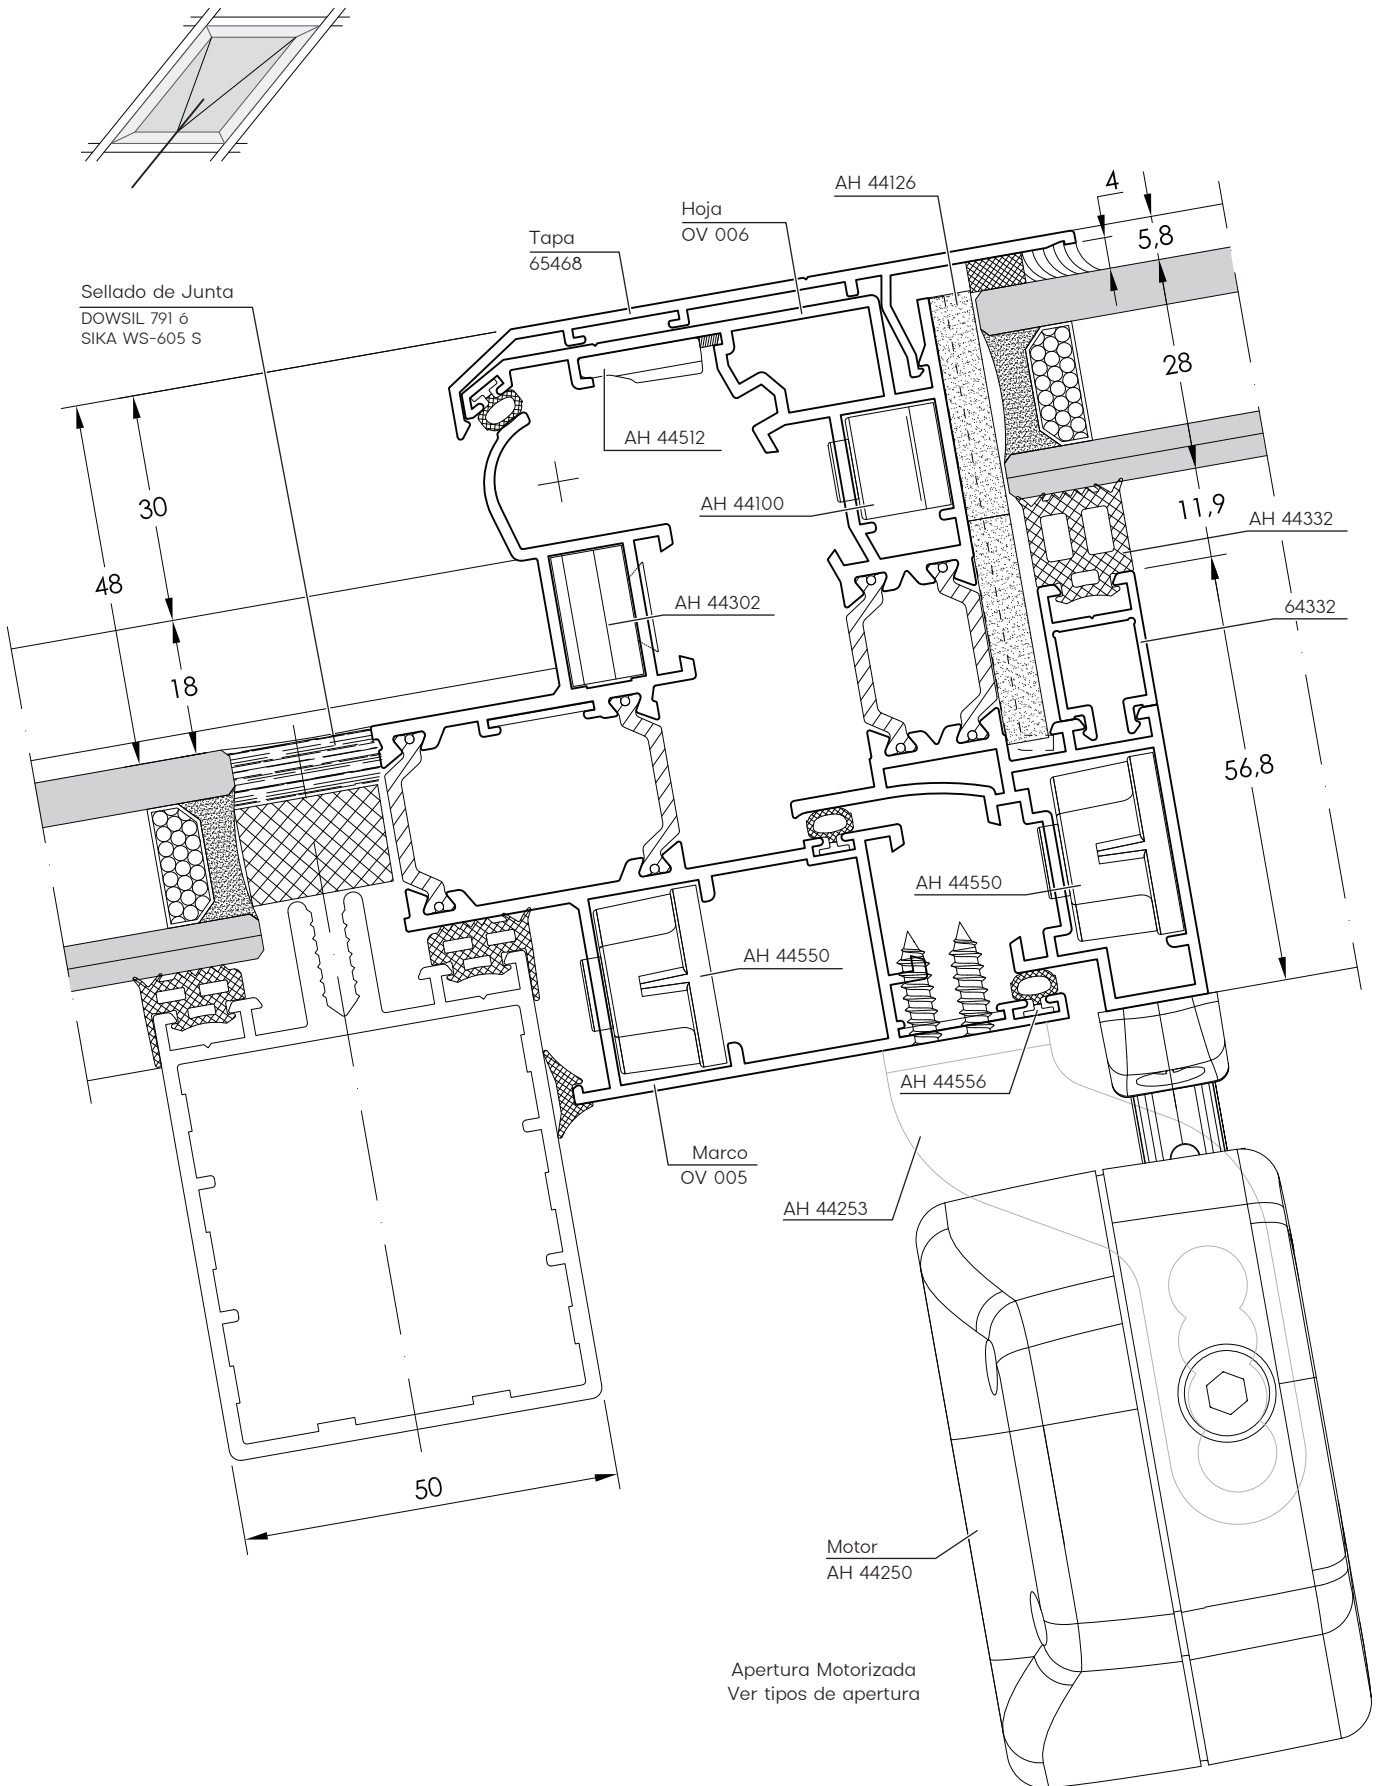 AH 44126
4
5,8
Hoja
OV 006
Tapa
65468
Sellado de Junta
DOWSIL 791 6
SIKA WS-605 S
28
AH 44512
30
AH 44100
11,9
AH 44332
48
AH 44302
64332
18
56,8
AH 44550
AH 44550
AH 44556
Marco
OV 005
AH 44253
50
Motor
AH 44250
Apertura Motorizada
Ver tipos de apertura